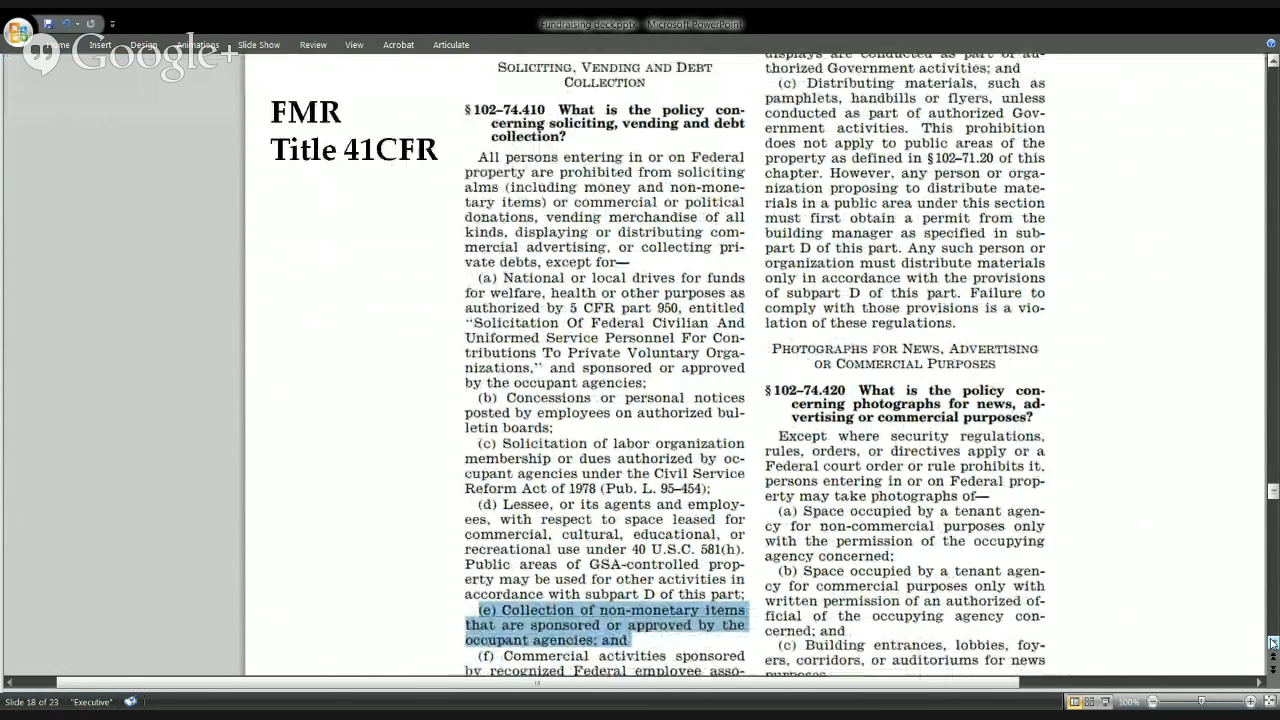 Fundraising deck.pptx - Microsoft PowerPoint
Home Insert Design Animations Slide Show Review View Acrobat Articulate
Google+
FMR
Title 41CFR
SOLICITING, VENDING AND DEBT
COLLECTION
§ 102–74.410 What is the policy con-
cerning soliciting, vending and debt
collection?
All persons entering in or on Federal
property are prohibited from soliciting
alms (including money and non-mone-
tary items) or commercial or political
donations, vending merchandise of all
kinds, displaying or distributing com-
mercial advertising, or collecting pri-
vate debts, except for—
(a) National or local drives for funds
for welfare, health or other purposes as
authorized by 5 CFR part 950, entitled
"Solicitation Of Federal Civilian And
Uniformed Service Personnel For Con-
tributions To Private Voluntary Orga-
nizations," and sponsored or approved
by the occupant agencies;
(b) Concessions or personal notices
posted by employees on authorized bul-
letin boards;
(c) Solicitation of labor organization
membership or dues authorized by oc-
cupant agencies under the Civil Service
Reform Act of 1978 (Pub. L. 95–454);
(d) Lessee, or its agents and employ-
ees, with respect to space leased for
commercial, cultural, educational, or
recreational use under 40 U.S.C. 581(h).
Public areas of GSA-controlled prop-
erty may be used for other activities in
accordance with subpart D of this part;
(e) Collection of non-monetary items
that are sponsored or approved by the
occupant agencies; and
(f) Commercial activities sponsored
by recognized Federal employee asso-
displays are conducted as part of au-
thorized Government activities; and
(c) Distributing materials, such as
pamphlets, handbills or flyers, unless
conducted as part of authorized Gov-
ernment activities. This prohibition
does not apply to public areas of the
property as defined in § 102–71.20 of this
chapter. However, any person or orga-
nization proposing to distribute mate-
rials in a public area under this section
must first obtain a permit from the
building manager as specified in sub-
part D of this part. Any such person or
organization must distribute materials
only in accordance with the provisions
of subpart D of this part. Failure to
comply with those provisions is a vio-
lation of these regulations.
PHOTOGRAPHS FOR NEWS, ADVERTISING
OR COMMERCIAL PURPOSES
§ 102–74.420 What is the policy con-
cerning photographs for news, ad-
vertising or commercial purposes?
Except where security regulations,
rules, orders, or directives apply or a
Federal court order or rule prohibits it,
persons entering in or on Federal prop-
erty may take photographs of—
(a) Space occupied by a tenant agen-
cy for non-commercial purposes only
with the permission of the occupying
agency concerned;
(b) Space occupied by a tenant agen-
cy for commercial purposes only with
written permission of an authorized of-
ficial of the occupying agency con-
cerned; and
(c) Building entrances, lobbies, foy-
ers, corridors, or auditoriums for news
purposes.
Slide 18 of 23 "Executive" 100%